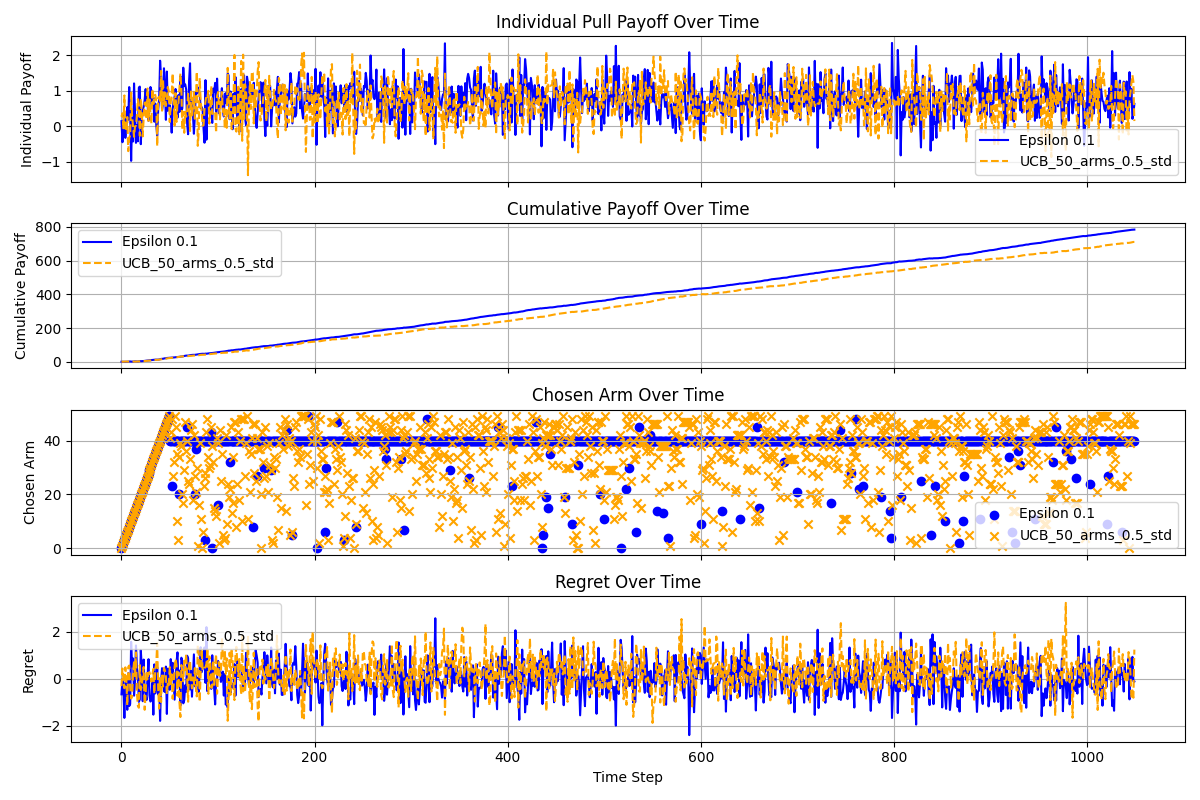 Individual Pull Payoff Over Time
Individual Payoff
2
1
0
−1
Epsilon 0.1
UCB_50_arms_0.5_std
Cumulative Payoff Over Time
Cumulative Payoff
800
600
400
200
0
Epsilon 0.1
UCB_50_arms_0.5_std
Chosen Arm Over Time
Chosen Arm
40
20
0
Epsilon 0.1
UCB_50_arms_0.5_std
Regret Over Time
Regret
2
0
−2
Epsilon 0.1
UCB_50_arms_0.5_std
0 200 400 600 800 1000
Time Step